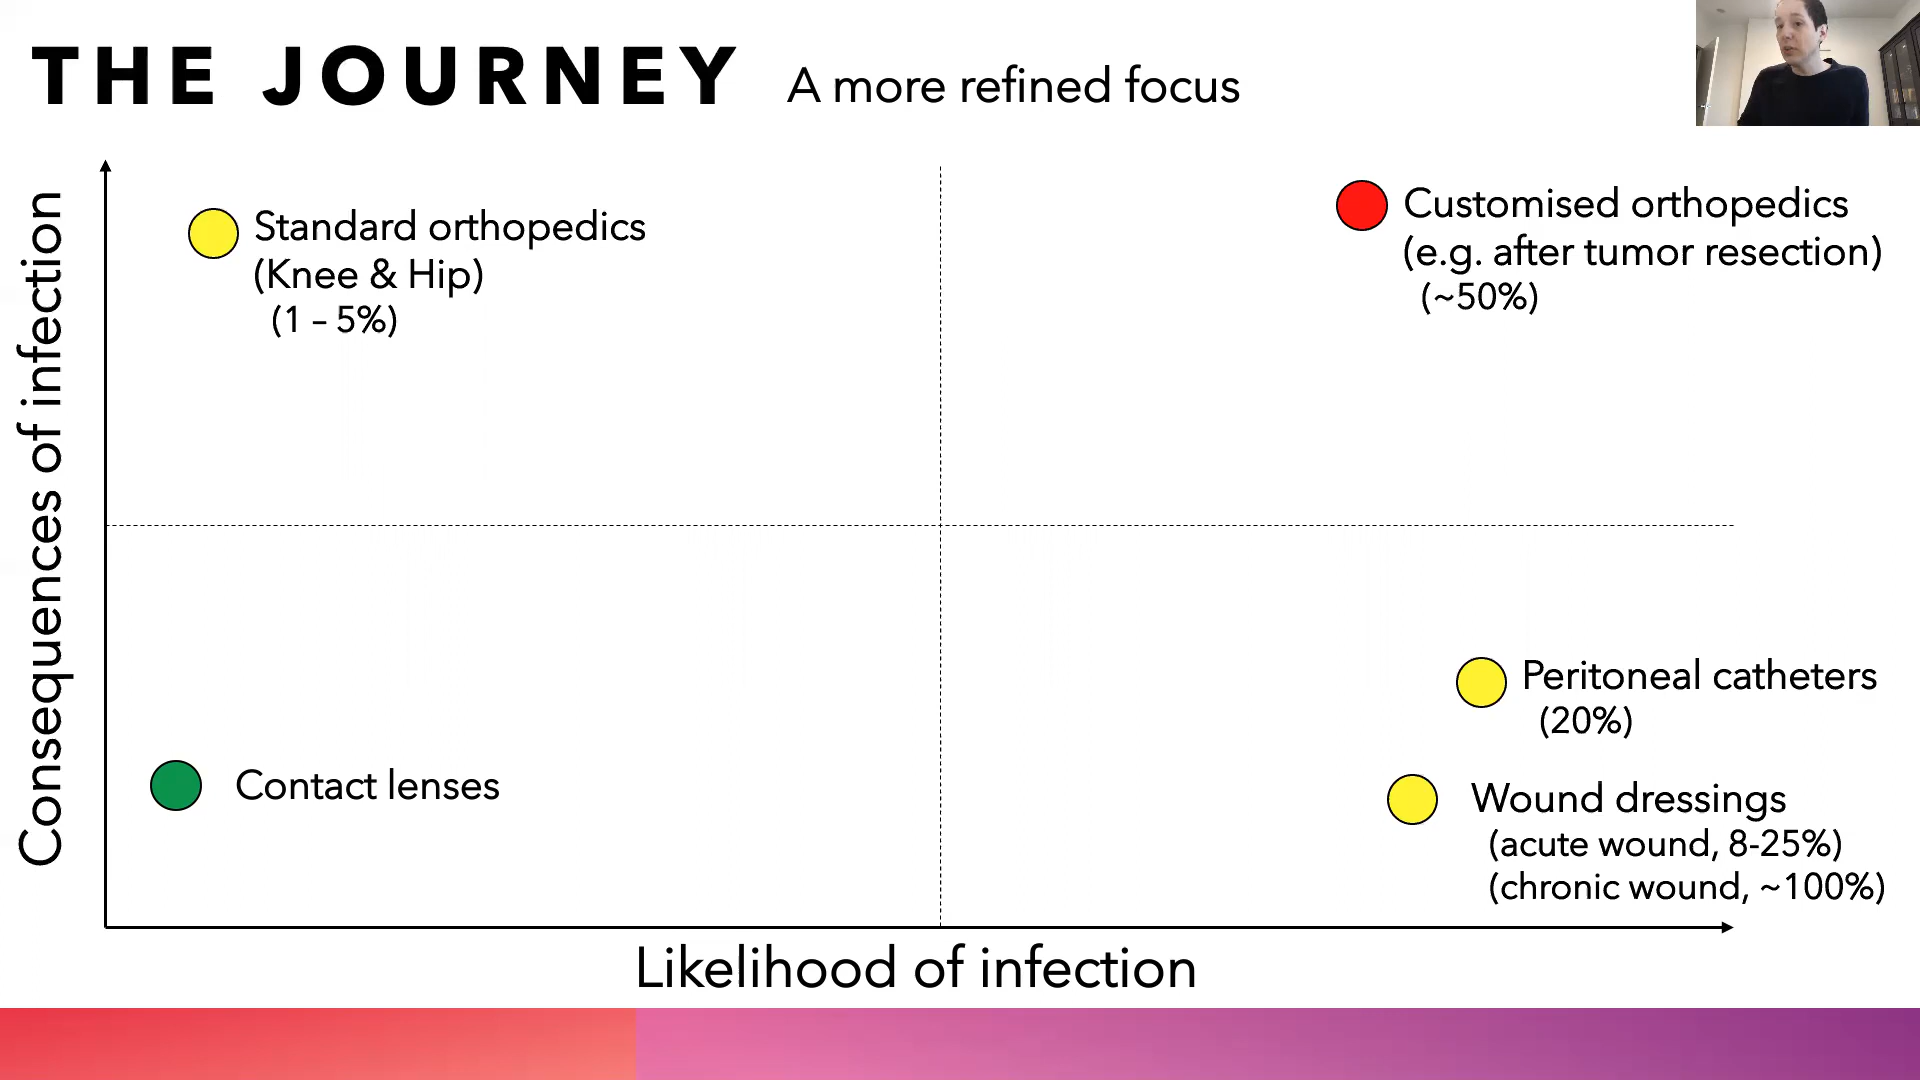 THE JOURNEY A more refined focus
Consequences of infection
Standard orthopedics
(Knee & Hip)
(1 – 5%)
Customised orthopedics
(e.g. after tumor resection)
(~50%)
Peritoneal catheters
(20%)
Contact lenses
Wound dressings
(acute wound, 8-25%)
(chronic wound, ~100%)
Likelihood of infection